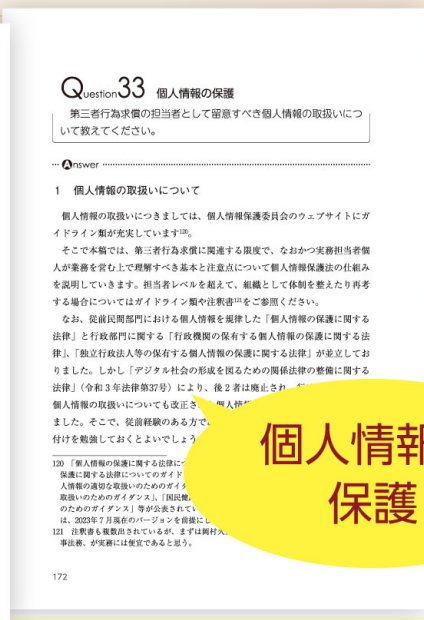 Question33 個人情報の保護
第三者行為求償の担当者として留意すべき個人情報の取扱いにつ
いて教えてください。
Answer
1 個人情報の取扱いについて
個人情報の取扱いにつきましては、個人情報保護委員会のウェブサイトにガ
イドライン類が充実しています120。
そこで本稿では、第三者行為求償に関連する限度で、なおかつ実務担当者個
人が業務を営む上で理解すべき基本と注意点について個人情報保護法の仕組み
を説明していきます。担当者レベルを超えて、組織として体制を整えたり再考
する場合についてはガイドライン類や注釈書121をご参照ください。
なお、従前民間部門における個人情報を規律した「個人情報の保護に関する
法律」と行政部門に関する「行政機関の保有する個人情報の保護に関する法
律」、「独立行政法人等の保有する個人情報の保護に関する法律」が並立してお
りました。しかし「デジタル社会の形成を図るための関係法律の整備に関する
法律」(令和3年法律第37号)により、後2者は廃止され
個人情報の取扱いについても改正さ 個人情
ました。そこで、従前経験のある方で
付けを勉強しておくとよいでしょう
120 「個人情報の保護に関する法律に
保護に関する法律についてのガイド
人情報の適切な取扱いのためのガイダ
取扱いのためのガイダンス」、「国民健
のためのガイダンス」等が公表されて
は、2023年7月現在のバージョンを前提に
121 注釈書も複数出されているが、まずは岡村久
事法務、が実務には便宜であると思う。
172
個人情報
保護